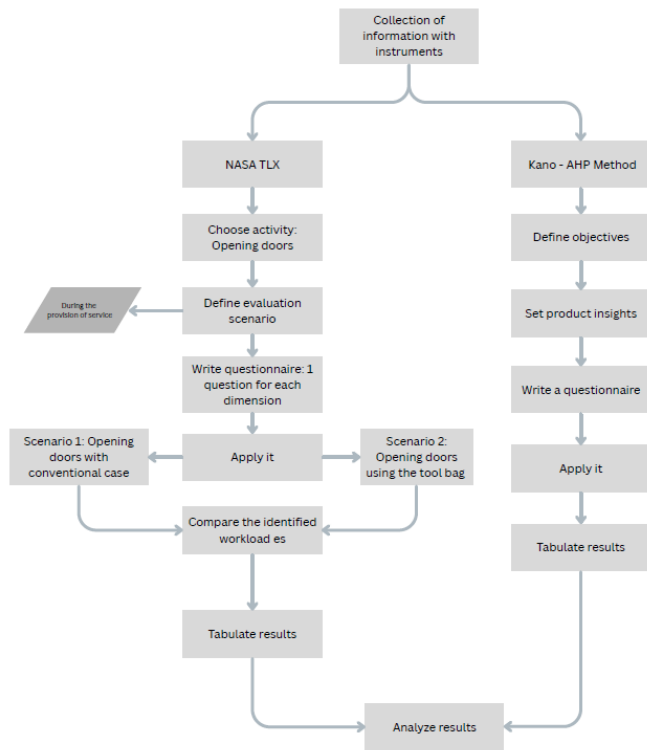 Collection of
information with
instruments
NASA TLX
Kano - AHP Method
Choose activity:
Opening doors
Define objectives
During the
provision of service
Define evaluation
scenario
Set product insights
Write questionnaire: 1
question for each
dimension
Write a questionnaire
Scenario 1: Opening
doors with
conventional case
Apply it
Scenario 2:
Opening doors
using the tool bag
Apply it
Compare the identified
workload es
Tabulate results
Tabulate results
Analyze results